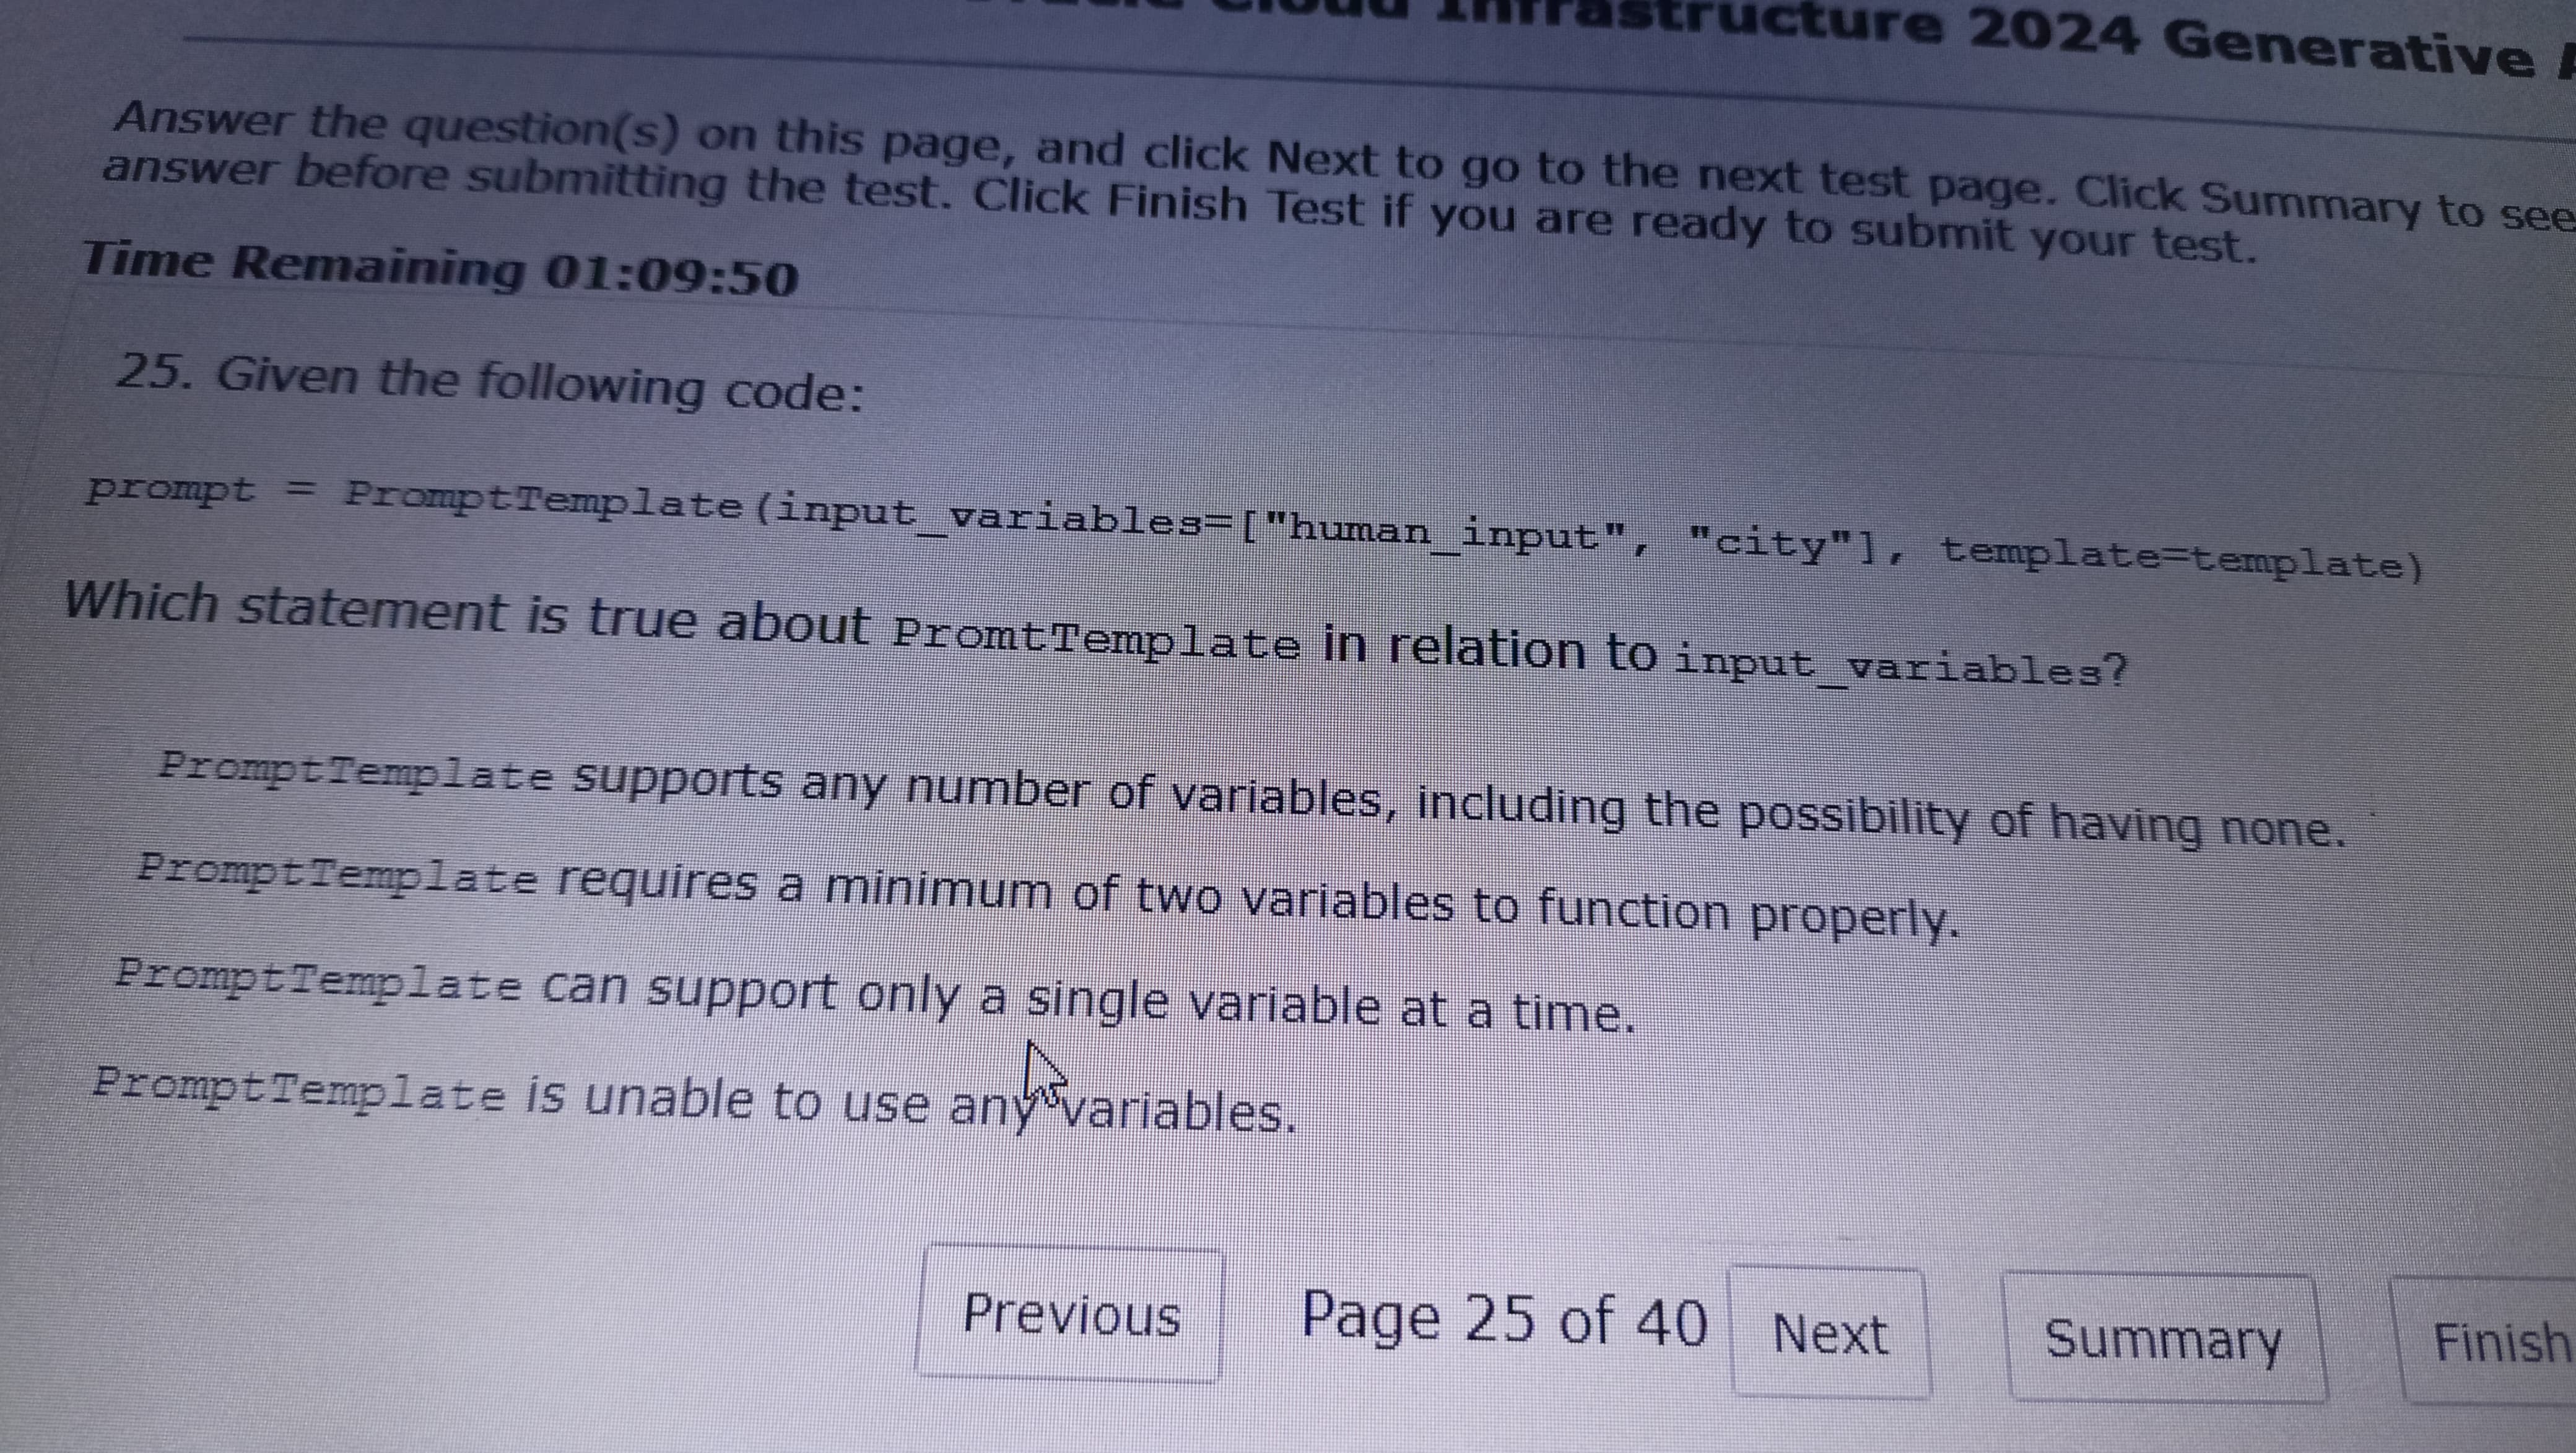 Cloud Infrastructure 2024 Generative
Answer the question(s) on this page, and click Next to go to the next test page. Click Summary to see
answer before submitting the test. Click Finish Test if you are ready to submit your test.
Time Remaining 01:09:50
25. Given the following code:
prompt = PromptTemplate(input_variables=["human_input", "city"], template=template)
Which statement is true about PromtTemplate in relation to input_variables?
PromptTemplate supports any number of variables, including the possibility of having none.
PromptTemplate requires a minimum of two variables to function properly.
PromptTemplate can support only a single variable at a time.
PromptTemplate is unable to use any variables.
Previous Page 25 of 40 Next Summary Finish